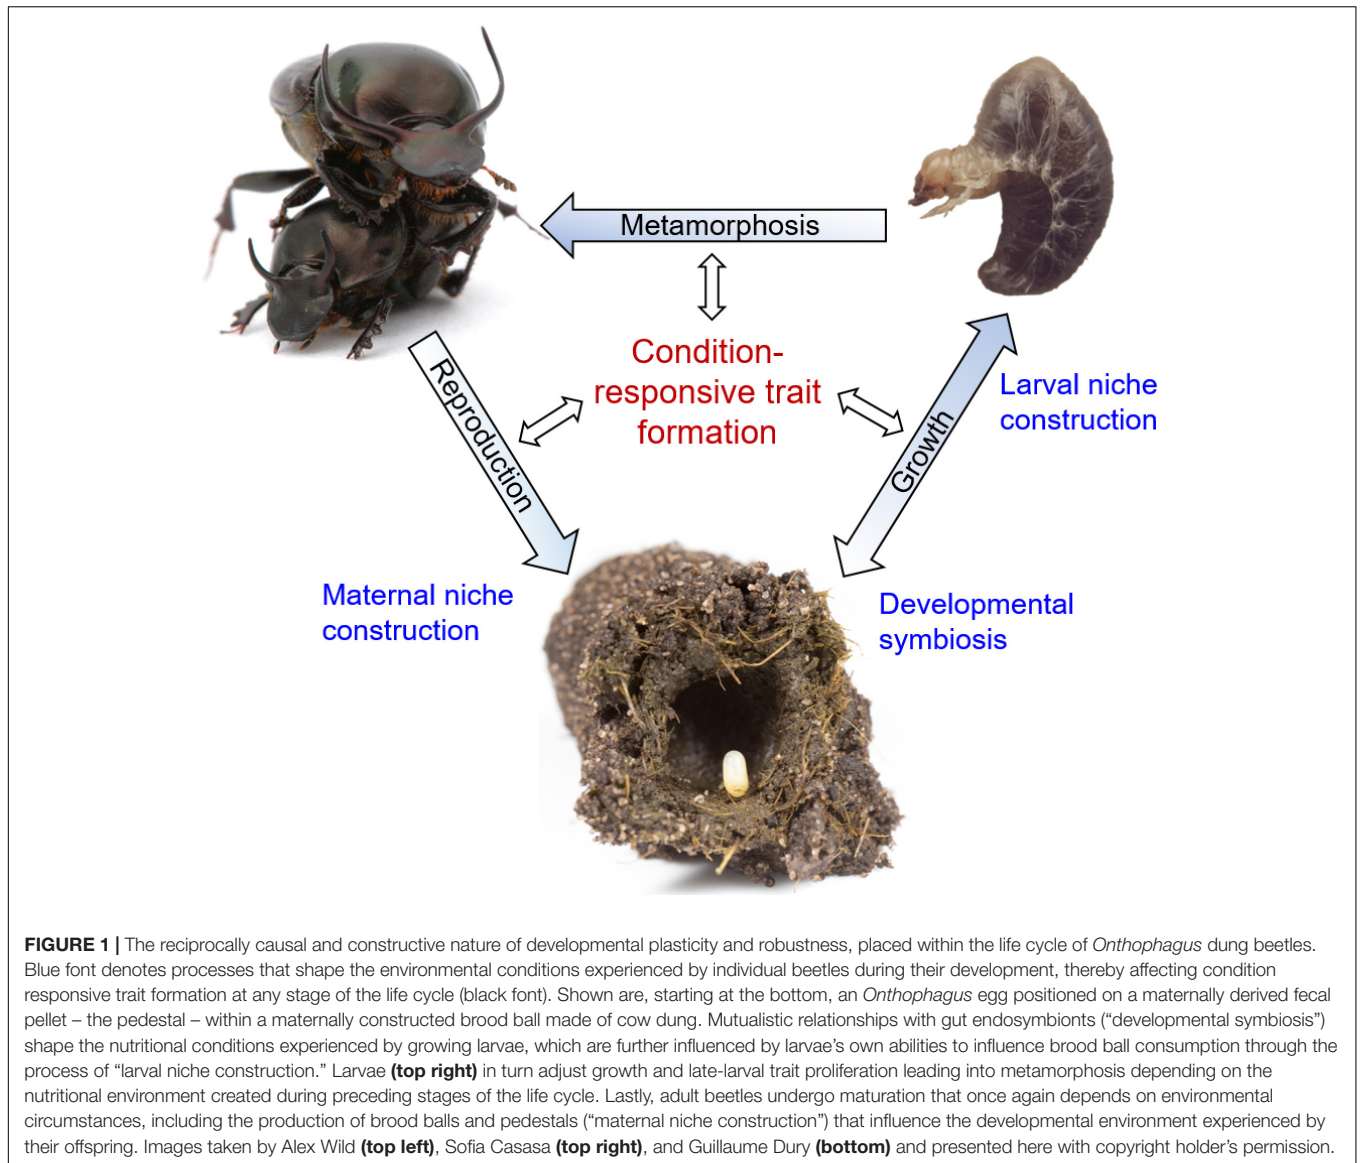 Metamorphosis
Condition-
responsive trait
formation
Reproduction
Growth
Larval niche
construction
Maternal niche
construction
Developmental
symbiosis
FIGURE 1 | The reciprocally causal and constructive nature of developmental plasticity and robustness, placed within the life cycle of Onthophagus dung beetles.
Blue font denotes processes that shape the environmental conditions experienced by individual beetles during their development, thereby affecting condition
responsive trait formation at any stage of the life cycle (black font). Shown are, starting at the bottom, an Onthophagus egg positioned on a maternally derived fecal
pellet – the pedestal – within a maternally constructed brood ball made of cow dung. Mutualistic relationships with gut endosymbionts (“developmental symbiosis”)
shape the nutritional conditions experienced by growing larvae, which are further influenced by larvae’s own abilities to influence brood ball consumption through the
process of “larval niche construction.” Larvae (top right) in turn adjust growth and late-larval trait proliferation leading into metamorphosis depending on the
nutritional environment created during preceding stages of the life cycle. Lastly, adult beetles undergo maturation that once again depends on environmental
circumstances, including the production of brood balls and pedestals (“maternal niche construction”) that influence the developmental environment experienced by
their offspring. Images taken by Alex Wild (top left), Sofia Casasa (top right), and Guillaume Dury (bottom) and presented here with copyright holder’s permission.